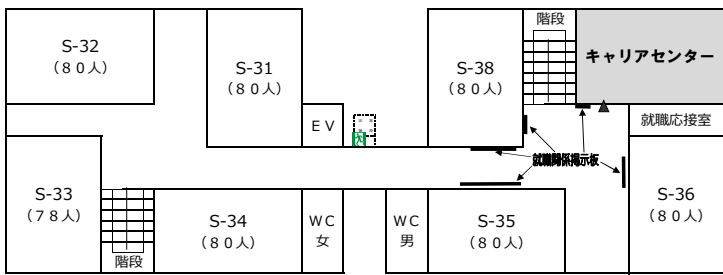 階段
S-32
（８０人）
S-31
（８０人）
S-38
（８０人）
キャリアセンター
ＥＶ
就職応接室
就職関係掲示板
S-33
（７８人）
S-34
（８０人）
ＷＣ
女
ＷＣ
男
S-35
（８０人）
S-36
（８０人）
階段